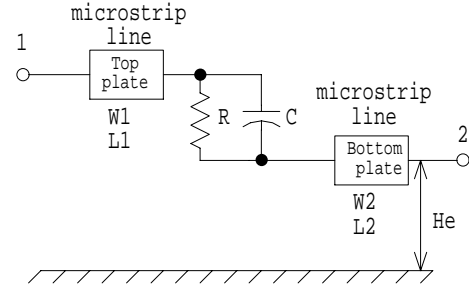 microstrip
line
1
Top
plate
W1
L1
R
C
microstrip
line
2
Bottom
plate
W2
L2
He